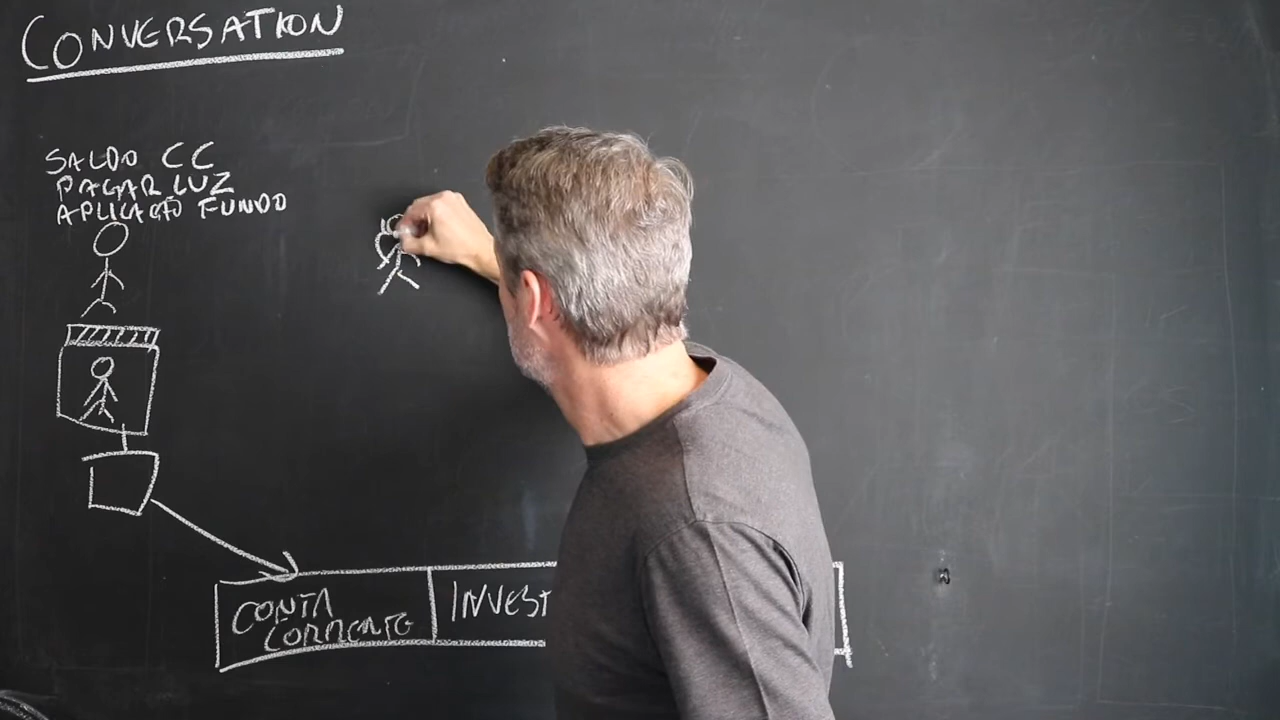 CONVERSATION
SALDO CC
PAGAR LUZ
APLICAÇÃO FUNDO
CONTA
CORRENTE
INVEST